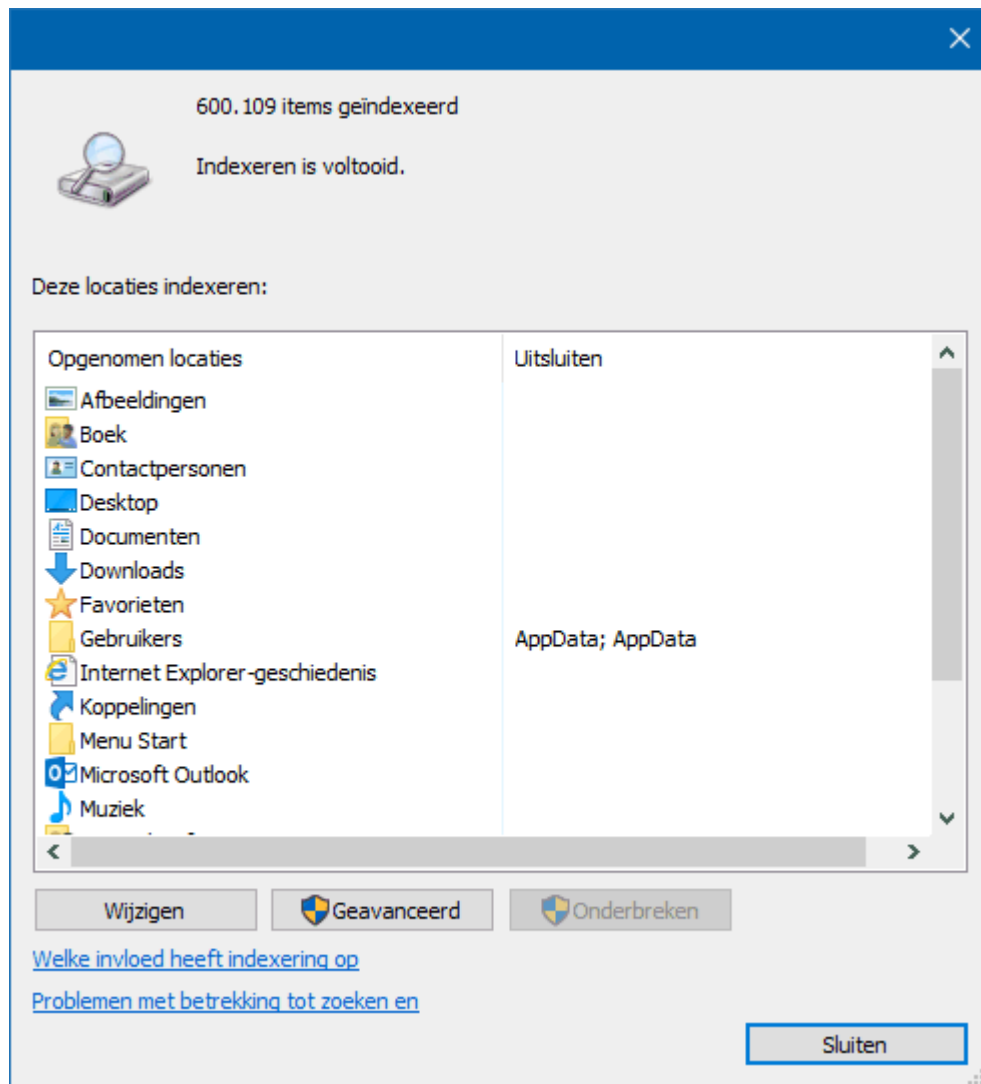 600.109 items geïndexeerd
Indexeren is voltooid.
Deze locaties indexeren:
Opgenomen locaties Uitsluiten
Afbeeldingen
Boek
Contactpersonen
Desktop
Documenten
Downloads
Favorieten
Gebruikers AppData; AppData
Internet Explorer-geschiedenis
Koppelingen
Menu Start
Microsoft Outlook
Muziek
Wijzigen Geavanceerd Onderbreken
Welke invloed heeft indexering op
Problemen met betrekking tot zoeken en
Sluiten